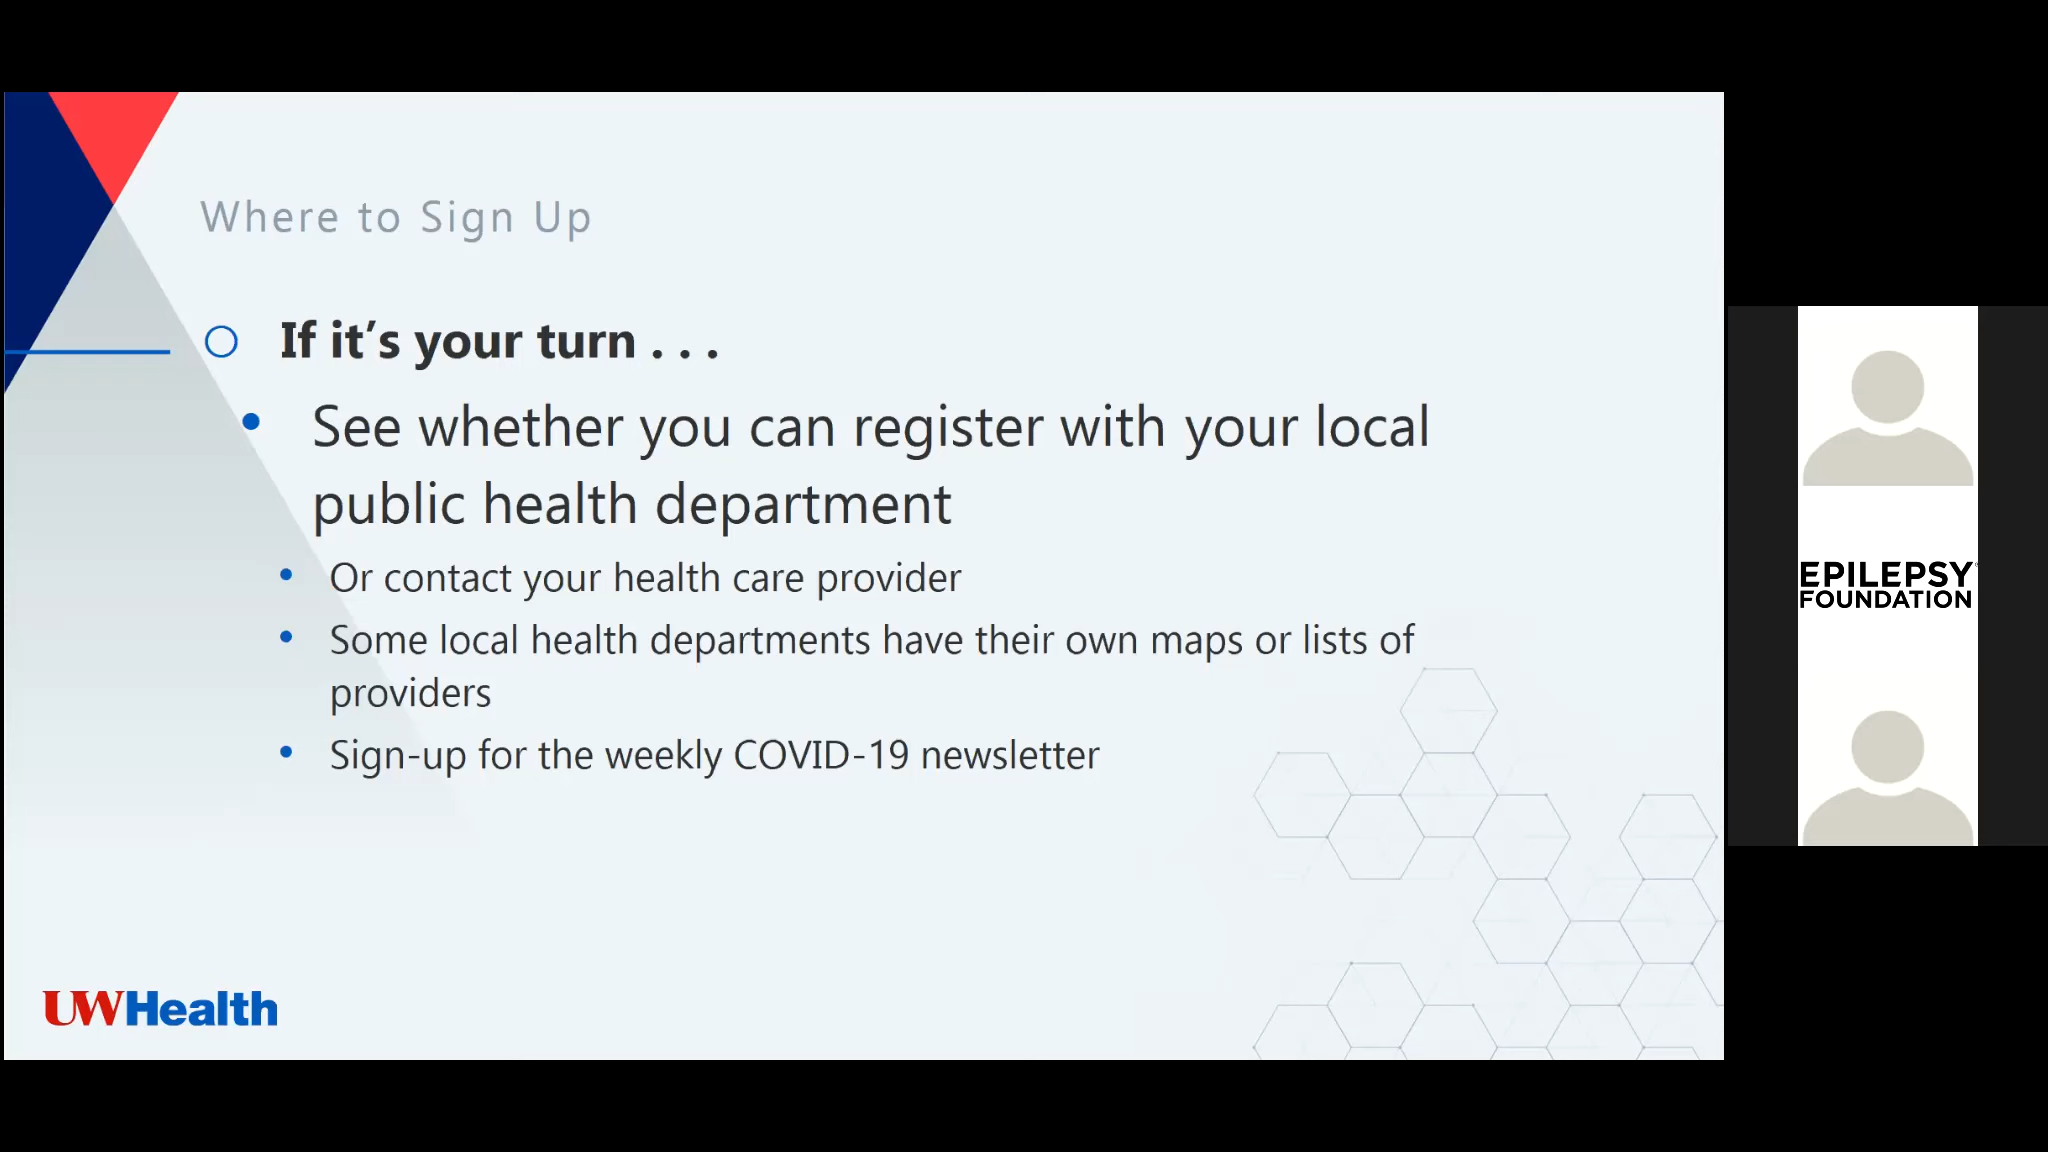 Where to Sign Up
If it’s your turn . . .
See whether you can register with your local
public health department
Or contact your health care provider
Some local health departments have their own maps or lists of
providers
Sign-up for the weekly COVID-19 newsletter
UWHealth
EPILEPSY
FOUNDATION